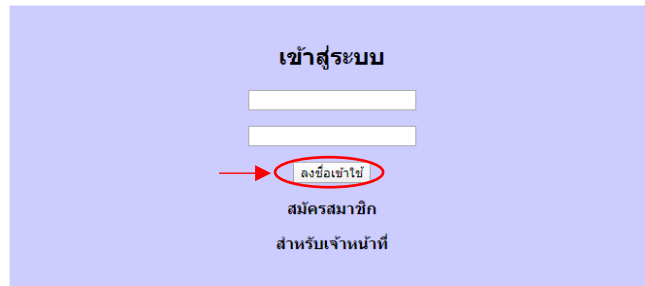 เข้าสู่ระบบ
ลงชื่อเข้าใช้
สมัครสมาชิก
สำหรับเจ้าหน้าที่